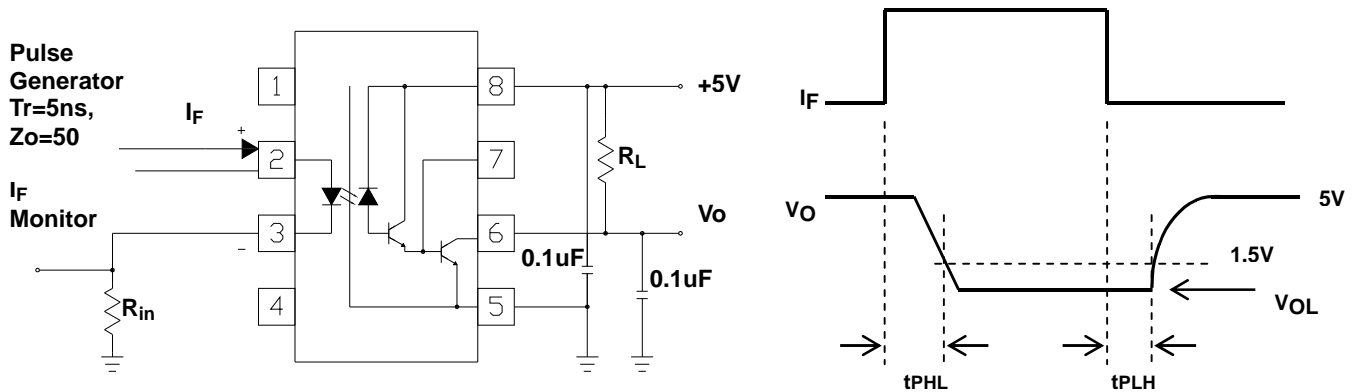 Pulse
Generator
Tr=5ns,
Zo=50
IF
IF
Monitor
Rin
1
2
3
4
8
7
6
5
+
–
+5V
RL
Vo
0.1uF
0.1uF
IF
VO
5V
1.5V
VOL
tPHL
tPLH